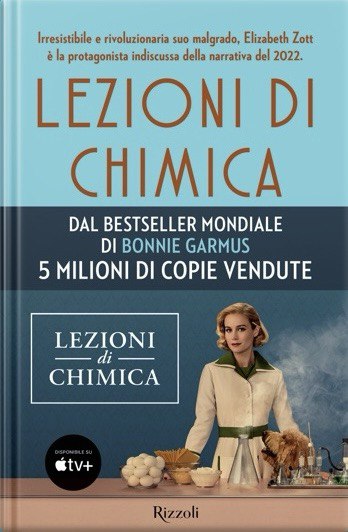 Irresistibile e rivoluzionaria suo malgrado, Elizabeth Zott
è la protagonista indiscussa della narrativa del 2022.
LEZIONI DI
CHIMICA
DAL BESTSELLER MONDIALE
DI BONNIE GARMUS
5 MILIONI DI COPIE VENDUTE
LEZIONI
di
CHIMICA
DISPONIBILE SU
tv+
Rizzoli